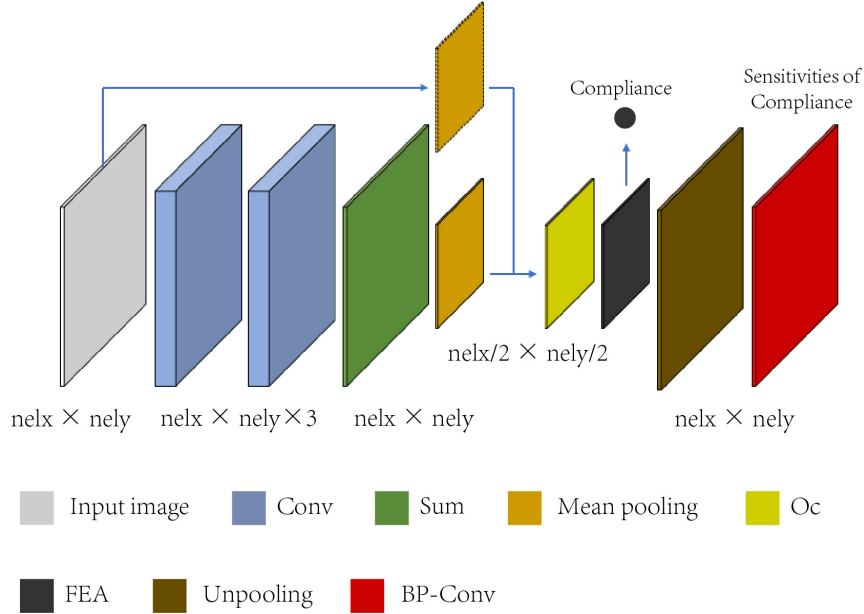 Compliance
Sensitivities of
Compliance
nelx/2 × nely/2
nelx × nely
nelx × nely×3
nelx × nely
nelx × nely
Input image
Conv
Sum
Mean pooling
Oc
FEA
Unpooling
BP-Conv